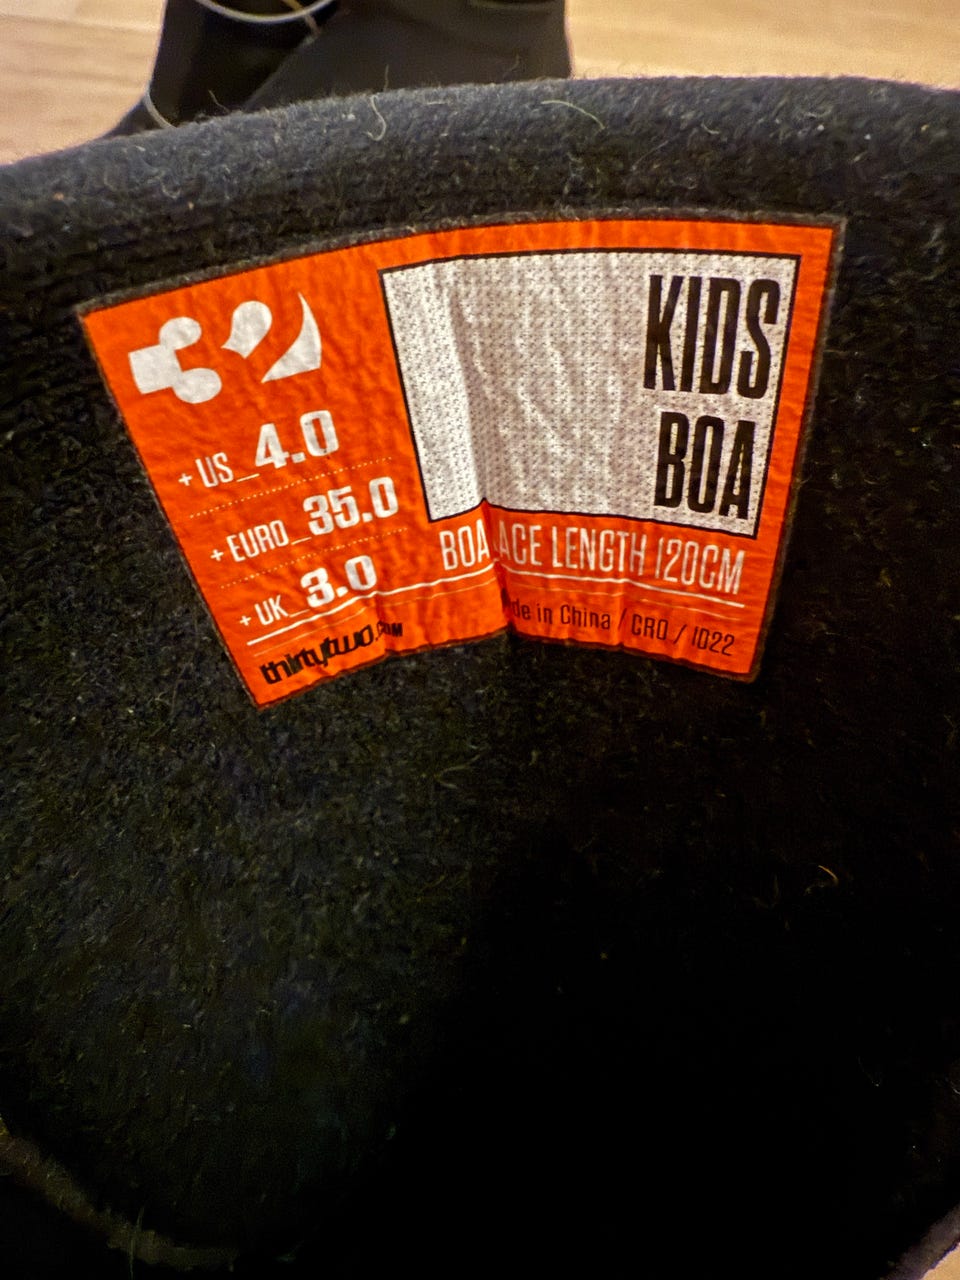 32
+ US_4.0
+ EURO_35.0
+ UK_3.0
thirtytwo.com
KIDS
BOA
BOA LACE LENGTH 120CM
in China / CRO / 1022